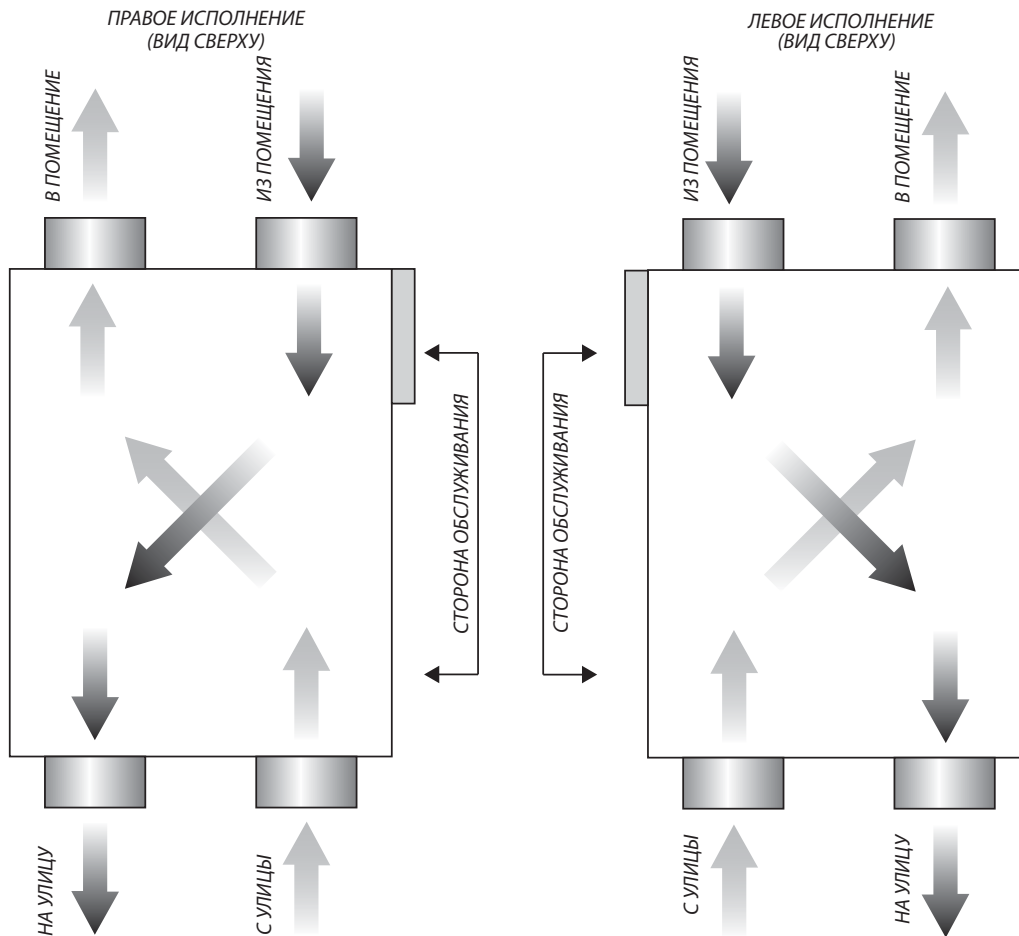 ПРАВОЕ ИСПОЛНЕНИЕ
(ВИД СВЕРХУ)
В ПОМЕЩЕНИЕ
ИЗ ПОМЕЩЕНИЯ
СТОРОНА ОБСЛУЖИВАНИЯ
НА УЛИЦУ
С УЛИЦЫ
ЛЕВОЕ ИСПОЛНЕНИЕ
(ВИД СВЕРХУ)
ИЗ ПОМЕЩЕНИЯ
В ПОМЕЩЕНИЕ
СТОРОНА ОБСЛУЖИВАНИЯ
С УЛИЦЫ
НА УЛИЦУ